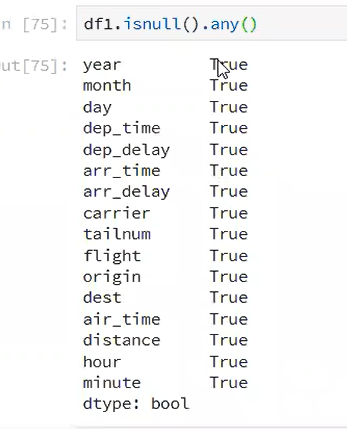 n [75]: df1.isnull().any()
ut[75]: year True
month True
day True
dep_time True
dep_delay True
arr_time True
arr_delay True
carrier True
tailnum True
flight True
origin True
dest True
air_time True
distance True
hour True
minute True
dtype: bool